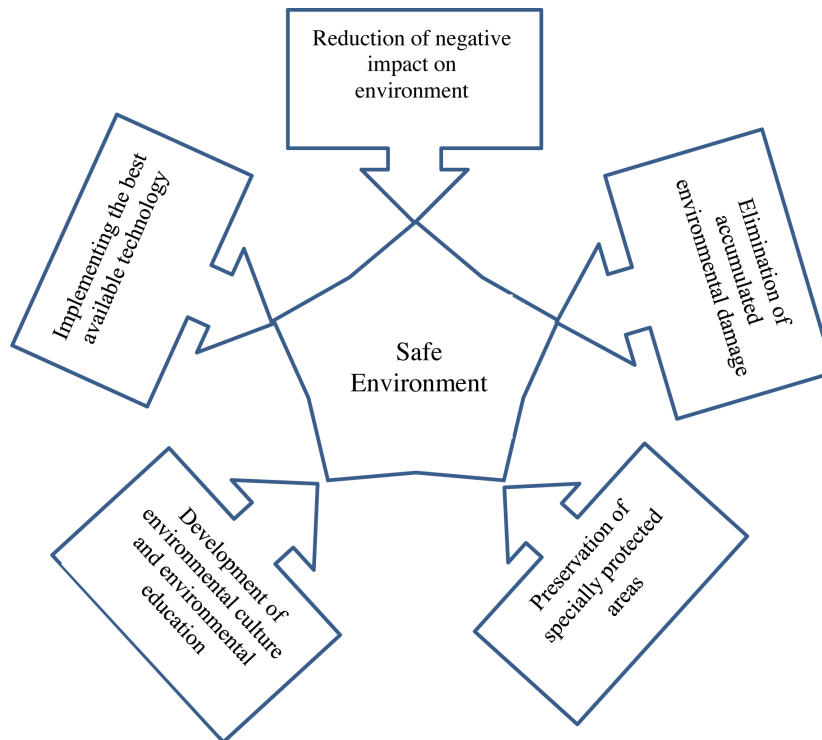 Reduction of negative
impact on
environment
Implementing the best
available technology
Elimination of
accumulated
environmental damage
Safe
Environment
Development of
environmental culture
and environmental
education
Preservation of
specially protected
areas